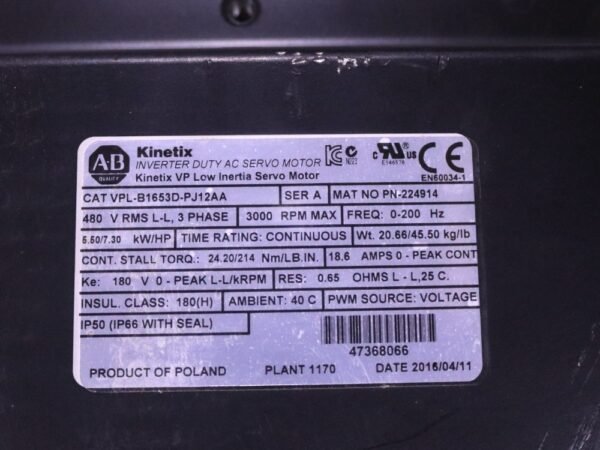 AB
QUALITY
Kinetix
INVERTER DUTY AC SERVO MOTOR
Kinetix VP Low Inertia Servo Motor
c UR US
E146578
CE
EN60034-1
CAT VPL-B1653D-PJ12AA SER A MAT NO PN-224914
480 V RMS L-L, 3 PHASE 3000 RPM MAX FREQ: 0-200 Hz
5.50/7.30 kW/HP TIME RATING: CONTINUOUS Wt. 20.66/45.50 kg/lb
CONT. STALL TORQ.: 24.20/214 Nm/LB.IN. 18.6 AMPS 0 - PEAK CONT
Ke: 180 V 0 - PEAK L-L/kRPM RES: 0.65 OHMS L - L,25 C.
INSUL. CLASS: 180(H) AMBIENT: 40 C PWM SOURCE: VOLTAGE
IP50 (IP66 WITH SEAL)
47368066
PRODUCT OF POLAND PLANT 1170 DATE 2016/04/11